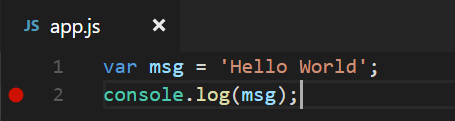 JS app.js
1 var msg = 'Hello World';
2 console.log(msg);